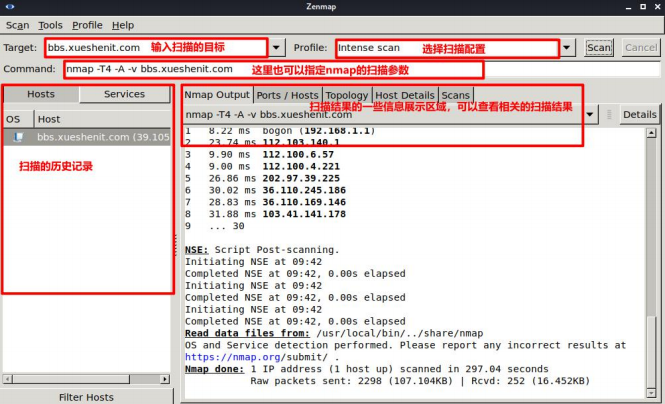 Zenmap
Scan Tools Profile Help
Target: bbs.xueshenit.com 输入扫描的目标 Profile: Intense scan 选择扫描配置 Scan Cancel
Command: nmap -T4 -A -v bbs.xueshenit.com 这里也可以指定nmap的扫描参数
Hosts Services Nmap Output Ports / Hosts Topology Host Details Scans
扫描结果的一些信息展示区域，可以查看相关的扫描结果
OS Host nmap -T4 -A -v bbs.xueshenit.com Details
bbs.xueshenit.com (39.105
扫描的历史记录
1 8.22 ms bogon (192.168.1.1)
2 23.74 ms 112.103.140.1
3 9.90 ms 112.100.6.57
4 9.00 ms 112.100.4.221
5 26.86 ms 202.97.39.225
6 30.02 ms 36.110.245.186
7 28.83 ms 36.110.169.146
8 31.88 ms 103.41.141.178
9 ... 30
NSE: Script Post-scanning.
Initiating NSE at 09:42
Completed NSE at 09:42, 0.00s elapsed
Initiating NSE at 09:42
Completed NSE at 09:42, 0.00s elapsed
Initiating NSE at 09:42
Completed NSE at 09:42, 0.00s elapsed
Read data files from: /usr/local/bin/../share/nmap
OS and Service detection performed. Please report any incorrect results at
https://nmap.org/submit/ .
Nmap done: 1 IP address (1 host up) scanned in 297.04 seconds
Raw packets sent: 2298 (107.104KB) | Rcvd: 252 (16.452KB)
Filter Hosts